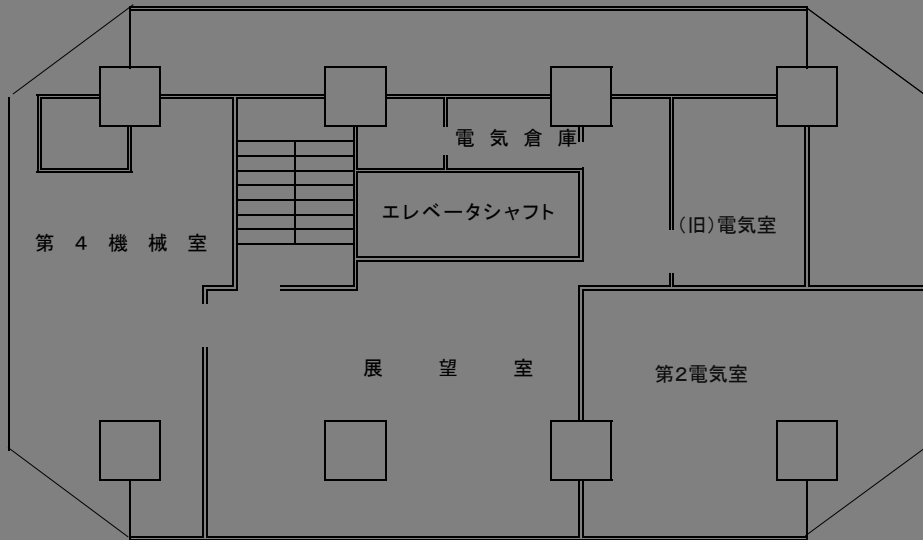 電気倉庫
エレベータシャフト
(旧)電気室
第4機械室
展望室
第2電気室